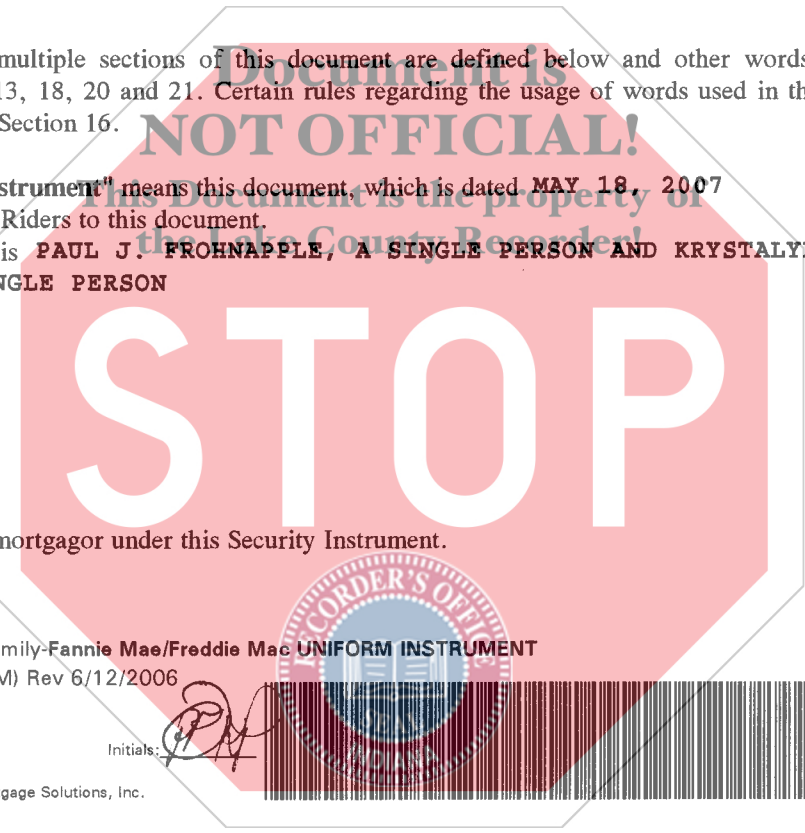 multiple sections of this document are defined below and other words
Document is
13, 18, 20 and 21. Certain rules regarding the usage of words used in th
Section 16.
NOT OFFICIAL!
strument" means this document, which is dated MAY 18, 2007
This Document is the property of
Riders to this document.
the Lake County Recorder!
is PAUL J. FROHNAPPLE, A SINGLE PERSON AND KRYSTALY
NGLE PERSON
STOP
mortgagor under this Security Instrument.
RECORDER'S OFFICE
mily-Fannie Mae/Freddie Mac UNIFORM INSTRUMENT
M) Rev 6/12/2006
SEAL
Initials:
INDIANA
gage Solutions, Inc.